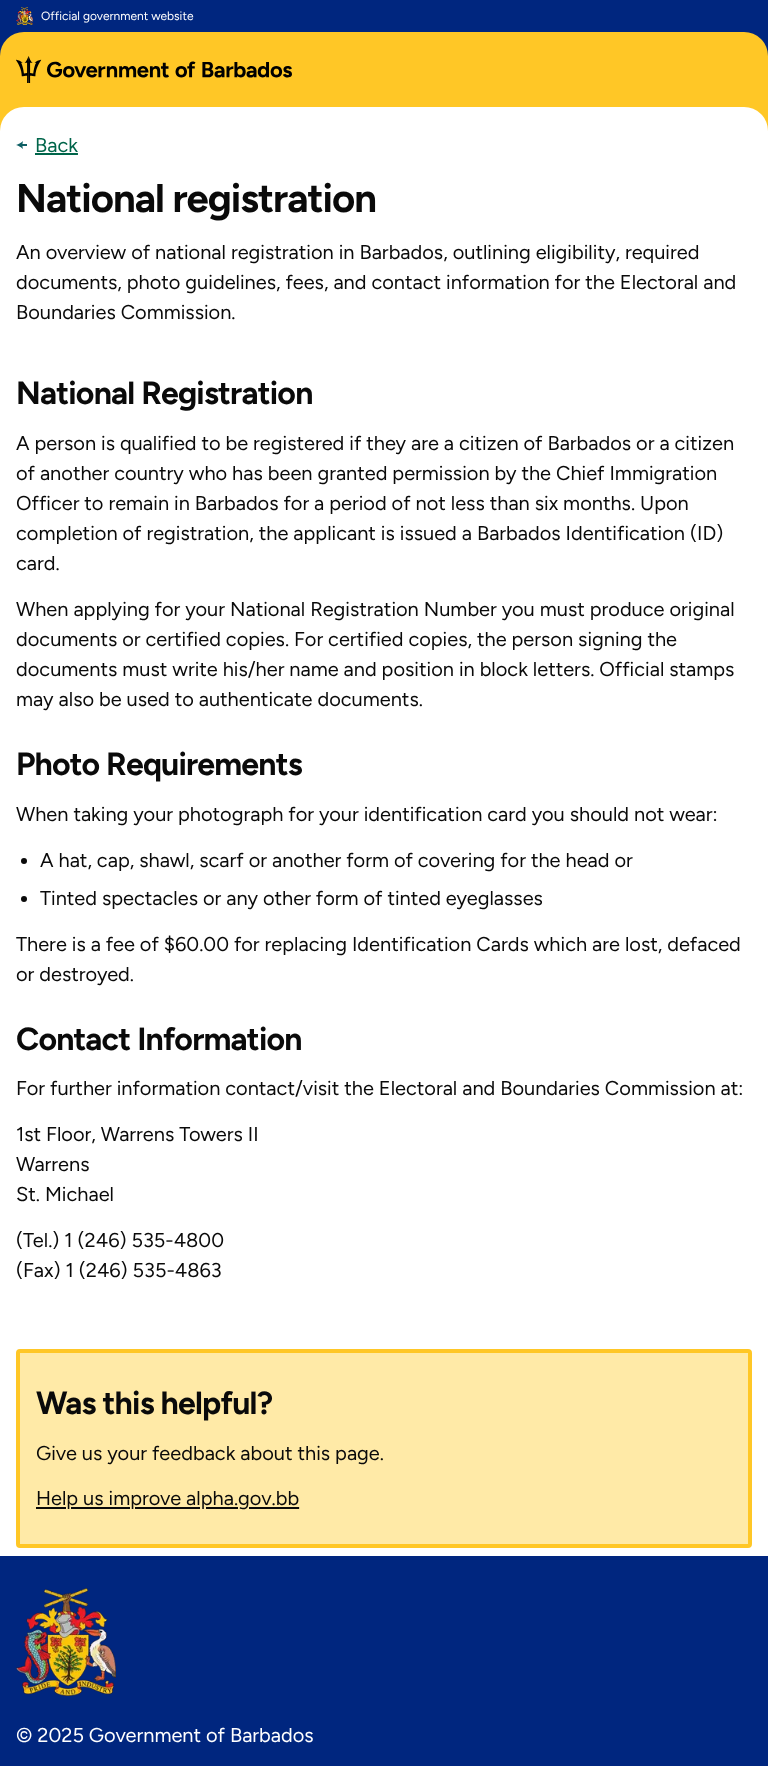 Official government website
Government of Barbados
← Back
National registration
An overview of national registration in Barbados, outlining eligibility, required
documents, photo guidelines, fees, and contact information for the Electoral and
Boundaries Commission.
National Registration
A person is qualified to be registered if they are a citizen of Barbados or a citizen
of another country who has been granted permission by the Chief Immigration
Officer to remain in Barbados for a period of not less than six months. Upon
completion of registration, the applicant is issued a Barbados Identification (ID)
card.
When applying for your National Registration Number you must produce original
documents or certified copies. For certified copies, the person signing the
documents must write his/her name and position in block letters. Official stamps
may also be used to authenticate documents.
Photo Requirements
When taking your photograph for your identification card you should not wear:
• A hat, cap, shawl, scarf or another form of covering for the head or
• Tinted spectacles or any other form of tinted eyeglasses
There is a fee of $60.00 for replacing Identification Cards which are lost, defaced
or destroyed.
Contact Information
For further information contact/visit the Electoral and Boundaries Commission at:
1st Floor, Warrens Towers II
Warrens
St. Michael
(Tel.) 1 (246) 535-4800
(Fax) 1 (246) 535-4863
Was this helpful?
Give us your feedback about this page.
Help us improve alpha.gov.bb
PRIDE AND INDUSTRY
© 2025 Government of Barbados